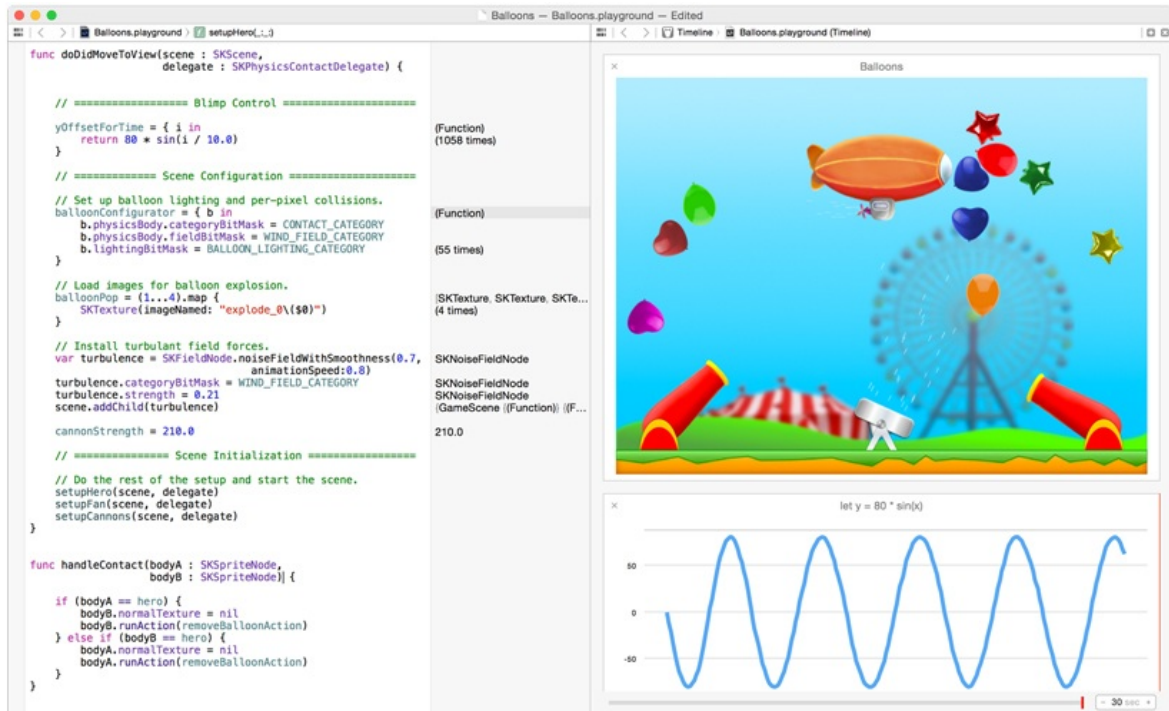 Balloons — Balloons.playground — Edited
Balloons.playground › setupHero(_:_:)
func doDidMoveToView(scene : SKScene,
delegate : SKPhysicsContactDelegate) {
// ================== Blimp Control =====================
yOffsetForTime = { i in
return 80 * sin(i / 10.0)
}
// ============= Scene Configuration ====================
// Set up balloon lighting and per-pixel collisions.
balloonConfigurator = { b in
b.physicsBody.categoryBitMask = CONTACT_CATEGORY
b.physicsBody.fieldBitMask = WIND_FIELD_CATEGORY
b.lightingBitMask = BALLOON_LIGHTING_CATEGORY
}
// Load images for balloon explosion.
balloonPop = (1...4).map {
SKTexture(imageNamed: "explode_0\($0)")
}
// Install turbulant field forces.
var turbulence = SKFieldNode.noiseFieldWithSmoothness(0.7,
animationSpeed:0.8)
turbulence.categoryBitMask = WIND_FIELD_CATEGORY
turbulence.strength = 0.21
scene.addChild(turbulence)
cannonStrength = 210.0
// =============== Scene Initialization =================
// Do the rest of the setup and start the scene.
setupHero(scene, delegate)
setupFan(scene, delegate)
setupCannons(scene, delegate)
}
func handleContact(bodyA : SKSpriteNode,
bodyB : SKSpriteNode) {
if (bodyA == hero) {
bodyB.normalTexture = nil
bodyB.runAction(removeBalloonAction)
} else if (bodyB == hero) {
bodyA.normalTexture = nil
bodyA.runAction(removeBalloonAction)
}
}
(Function)
(1058 times)
(Function)
(55 times)
[SKTexture, SKTexture, SKTe...
(4 times)
SKNoiseFieldNode
SKNoiseFieldNode
SKNoiseFieldNode
{GameScene {(Function)} {(F...
210.0
Timeline › Balloons.playground (Timeline)
Balloons
let y = 80 * sin(x)
50
0
-50
- 30 sec +